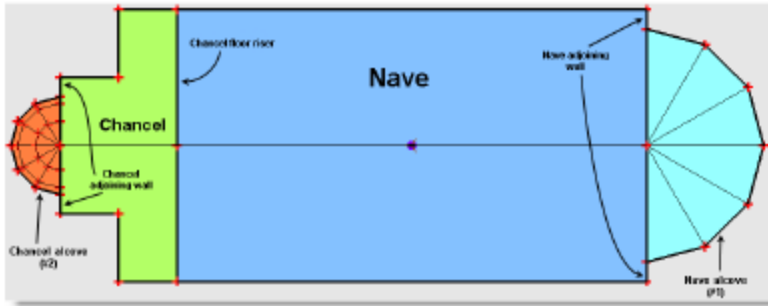 Chancel floor riser
Nave adjoining
wall
Nave
Chancel
Chancel
adjoining wall
Chancel alcove
(#2)
Nave alcove
(#1)